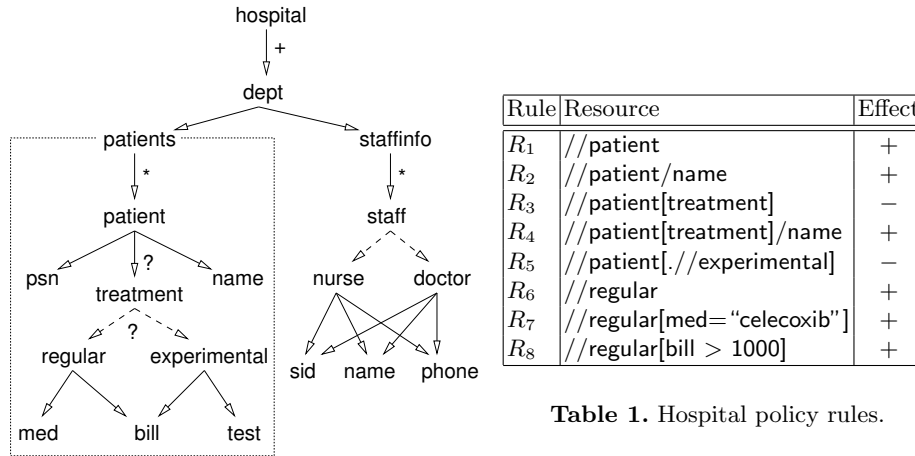 hospital
+
dept
patients
staffinfo
*
*
patient
staff
psn
?
name
treatment
nurse
doctor
?
regular
experimental
sid
name
phone
med
bill
test
Rule Resource Effect
R1 //patient +
R2 //patient/name +
R3 //patient[treatment] −
R4 //patient[treatment]/name +
R5 //patient[.//experimental] −
R6 //regular +
R7 //regular[med=“celecoxib”] +
R8 //regular[bill > 1000] +
Table 1. Hospital policy rules.